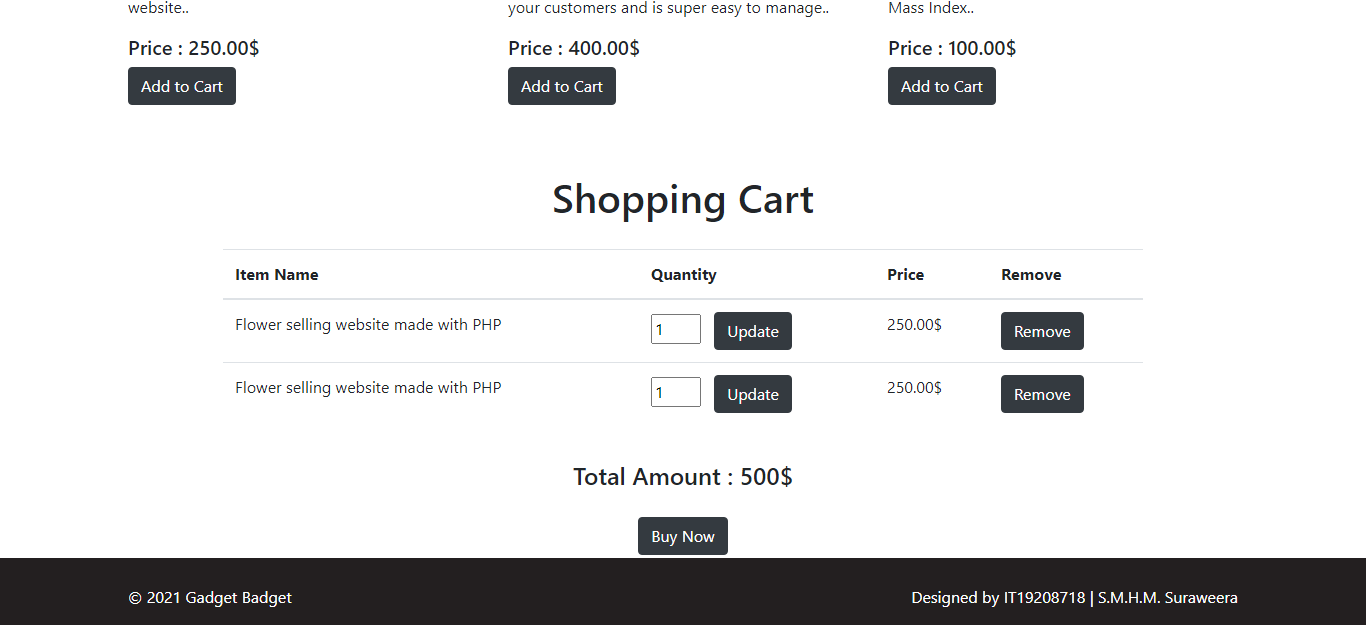 website..
your customers and is super easy to manage..
Mass Index..
Price : 250.00$
Price : 400.00$
Price : 100.00$
Add to Cart
Add to Cart
Add to Cart
Shopping Cart
Item Name Quantity Price Remove
Flower selling website made with PHP 1 Update 250.00$ Remove
Flower selling website made with PHP 1 Update 250.00$ Remove
Total Amount : 500$
Buy Now
© 2021 Gadget Badget
Designed by IT19208718 | S.M.H.M. Suraweera